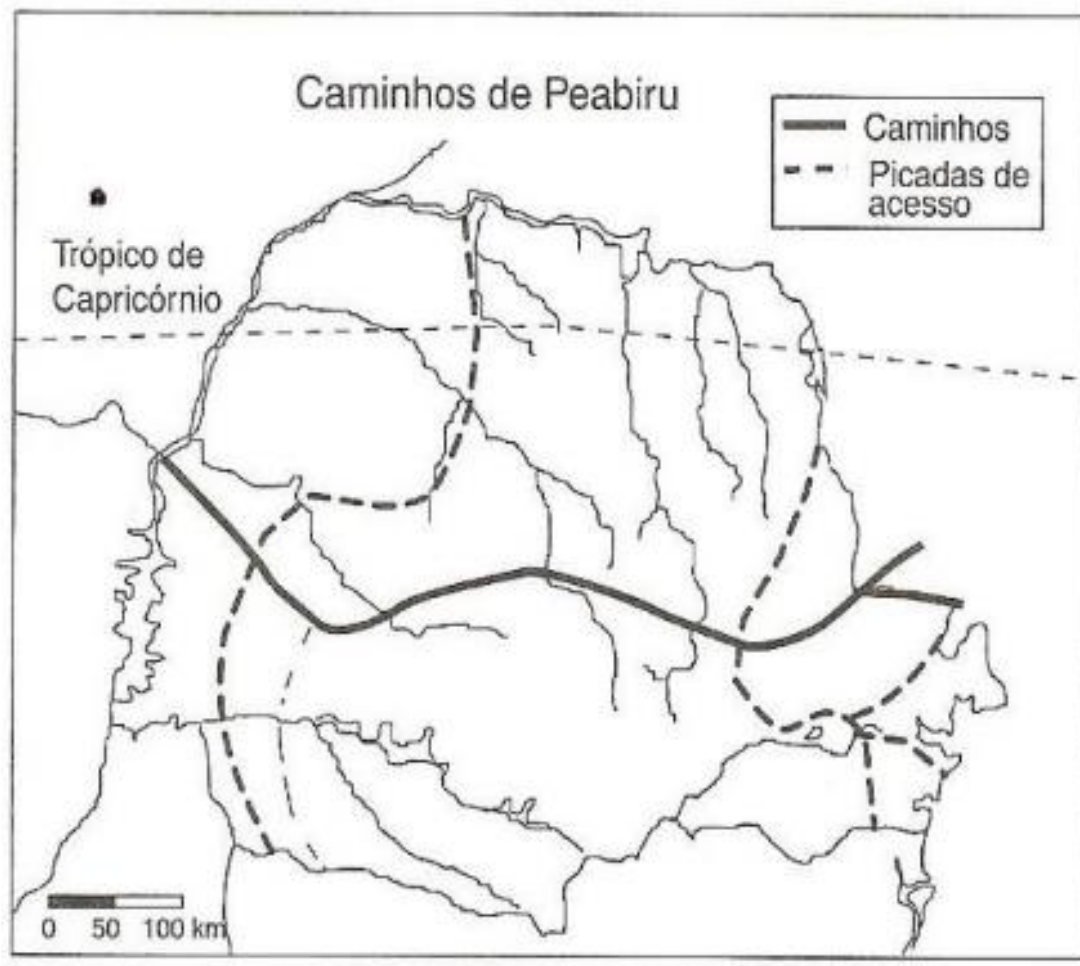 Caminhos de Peabiru
Caminhos
Picadas de
acesso
Trópico de
Capricórnio
0 50 100 km